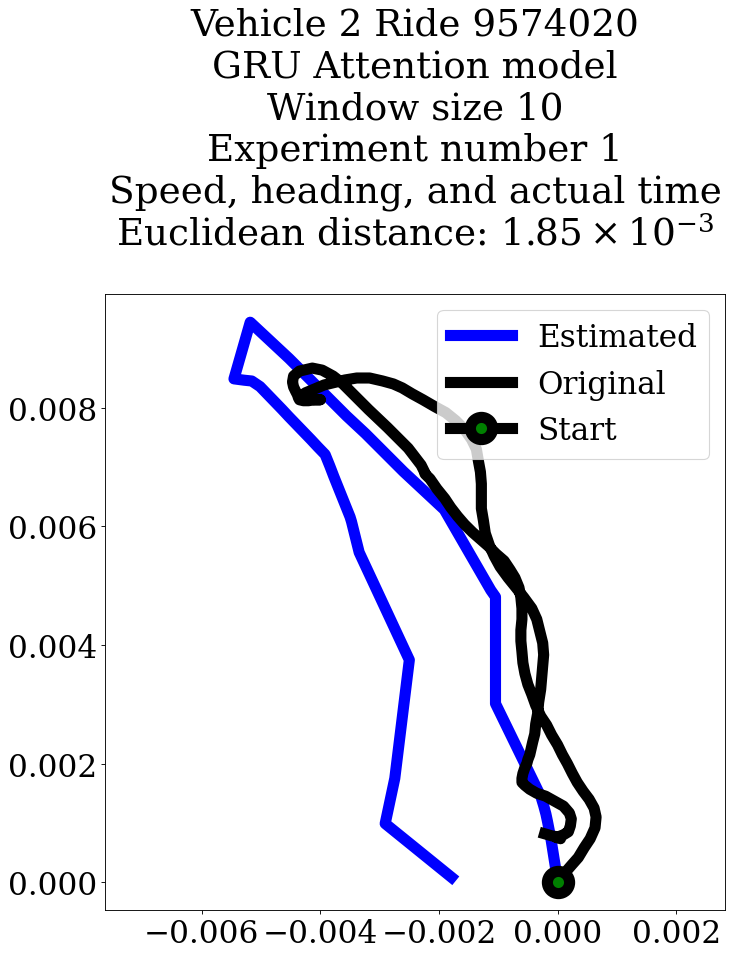 Vehicle 2 Ride 9574020
GRU Attention model
Window size 10
Experiment number 1
Speed, heading, and actual time
Euclidean distance: 1.85 × 10⁻³
Estimated
Original
Start
0.008
0.006
0.004
0.002
0.000
−0.006 −0.004 −0.002 0.000 0.002